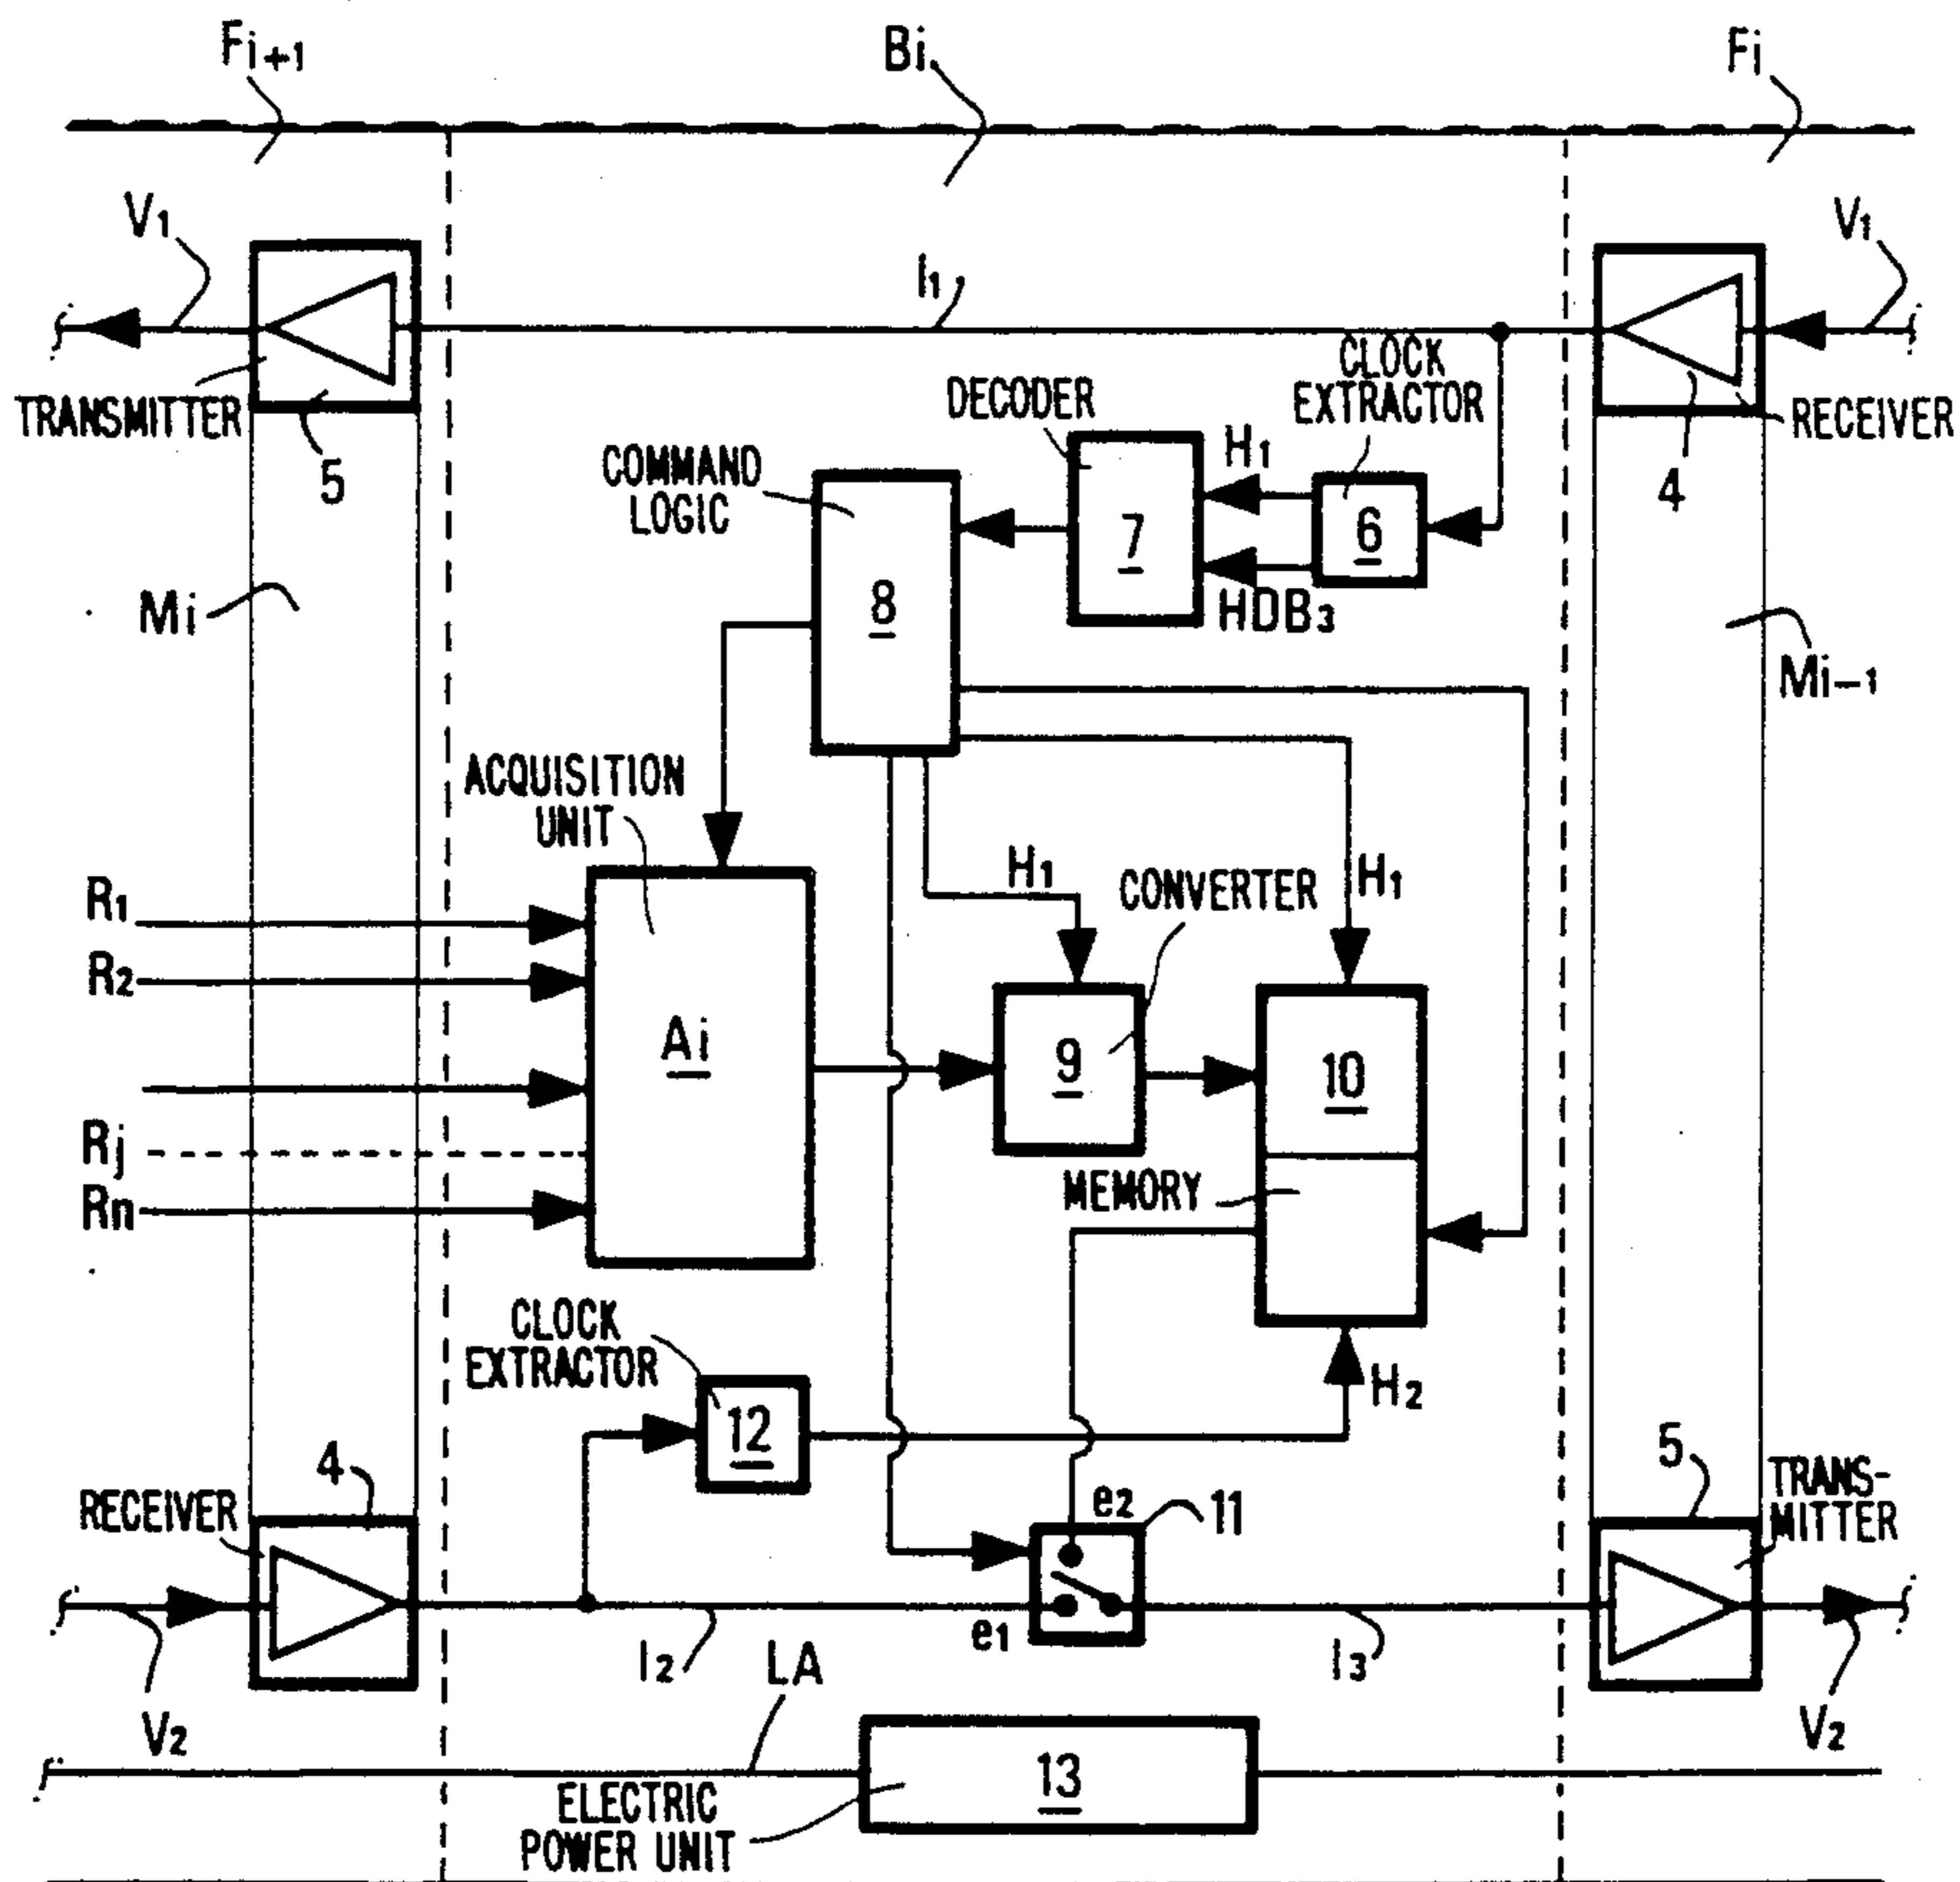 Fi+1
Bi
Fi
V1
V1
l1
CLOCK
EXTRACTOR
DECODER
TRANSMITTER
RECEIVER
5
4
COMMAND
LOGIC
H1
HDB3
6
7
8
Mi
Mi-1
ACQUISITION
UNIT
H1
CONVERTER
H1
R1
R2
Ai
9
10
Rj
Rn
MEMORY
CLOCK
EXTRACTOR
12
H2
4
RECEIVER
5
TRANS-
MITTER
e2
11
e1
l2
LA
l3
V2
V2
13
ELECTRIC
POWER UNIT